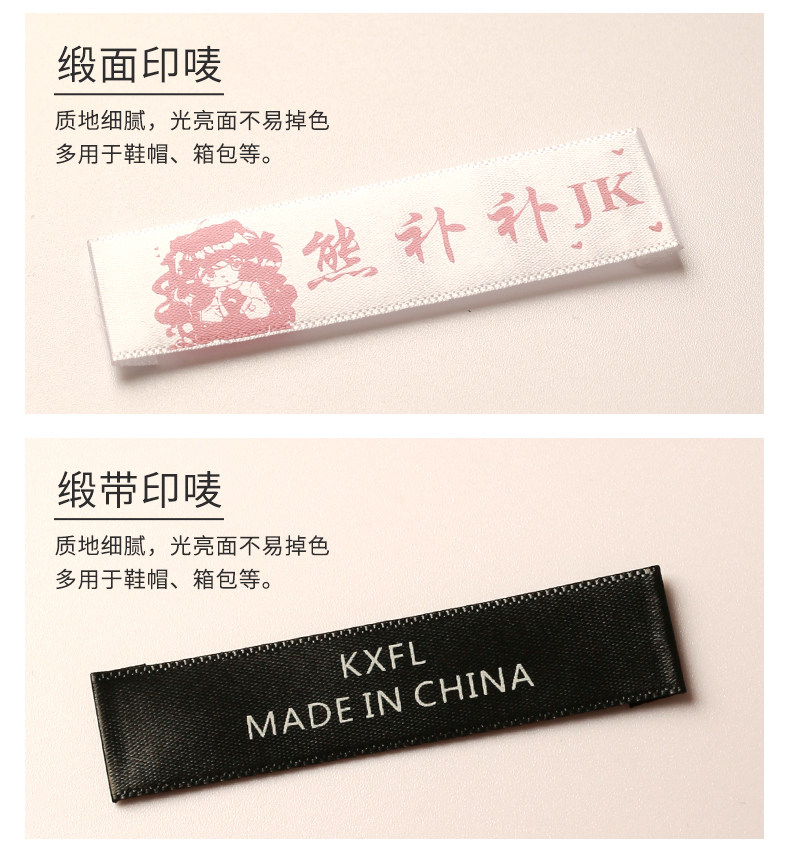 缎面印唛
质地细腻，光亮面不易掉色
多用于鞋帽、箱包等。
熊补补JK
缎带印唛
质地细腻，光亮面不易掉色
多用于鞋帽、箱包等。
KXFL
MADE IN CHINA